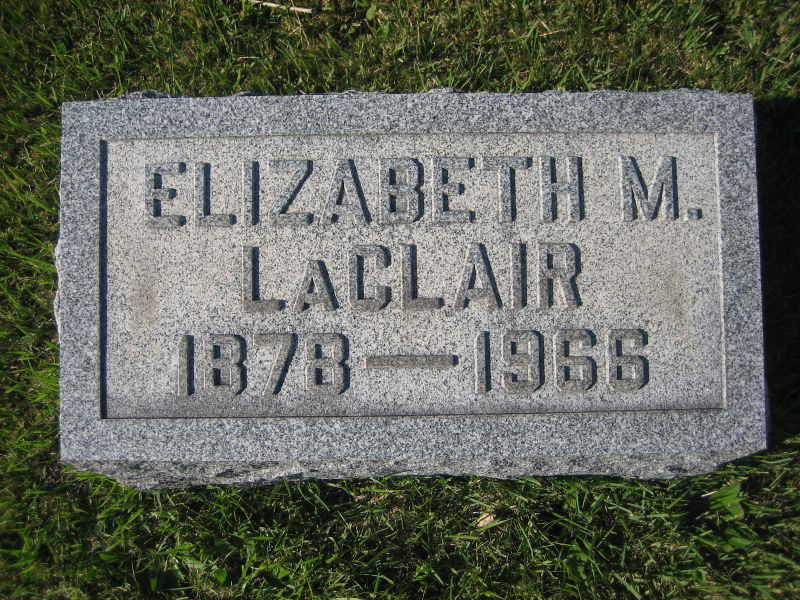 ELIZABETH M.
LaCLAIR
1878 — 1966